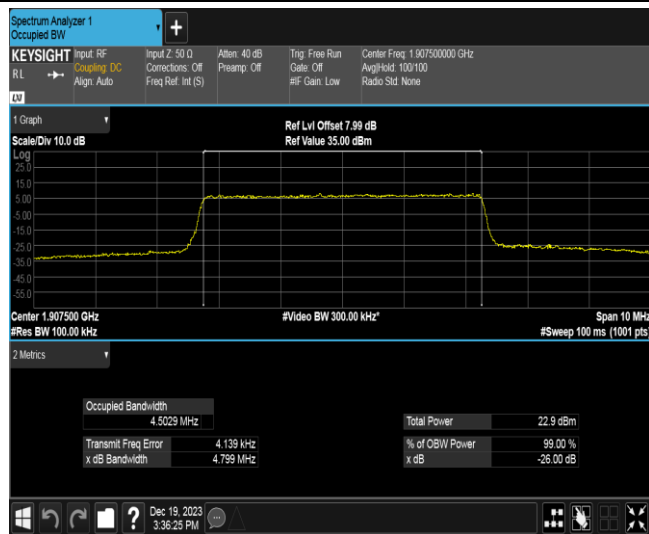 Spectrum Analyzer 1
Occupied BW
+
KEYSIGHT
RL
LXI
Input: RF
Coupling: DC
Align: Auto
Input Z: 50 Ω
Corrections: Off
Freq Ref: Int (S)
Atten: 40 dB
Preamp: Off
Trig: Free Run
Gate: Off
#IF Gain: Low
Center Freq: 1.907500000 GHz
Avg|Hold: 100/100
Radio Std: None
1 Graph
Scale/Div 10.0 dB
Ref Lvl Offset 7.99 dB
Ref Value 35.00 dBm
Log
25.0
15.0
5.00
-5.00
-15.0
-25.0
-35.0
-45.0
-55.0
Center 1.907500 GHz
#Res BW 100.00 kHz
#Video BW 300.00 kHz*
Span 10 MHz
#Sweep 100 ms (1001 pts)
2 Metrics
Occupied Bandwidth
4.5029 MHz
Transmit Freq Error 4.139 kHz
x dB Bandwidth 4.799 MHz
Total Power 22.9 dBm
% of OBW Power 99.00 %
x dB -26.00 dB
?
Dec 19, 2023
3:36:25 PM